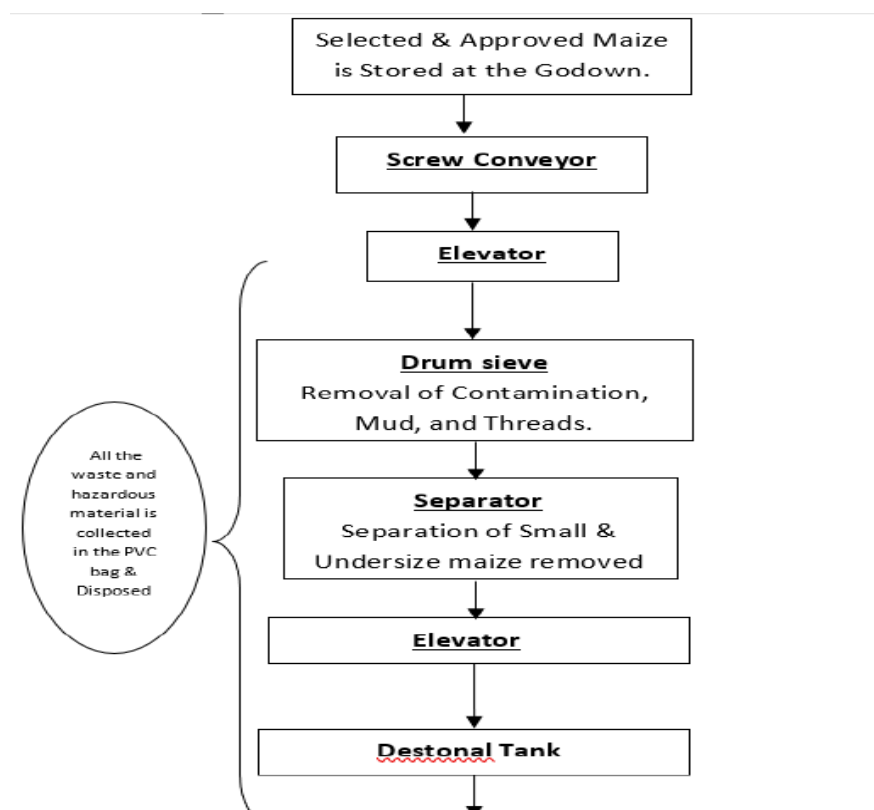 Selected & Approved Maize
is Stored at the Godown.
Screw Conveyor
Elevator
Drum sieve
Removal of Contamination,
Mud, and Threads.
All the
waste and
hazardous
material is
collected
in the PVC
bag &
Disposed
Separator
Separation of Small &
Undersize maize removed
Elevator
Destonal Tank